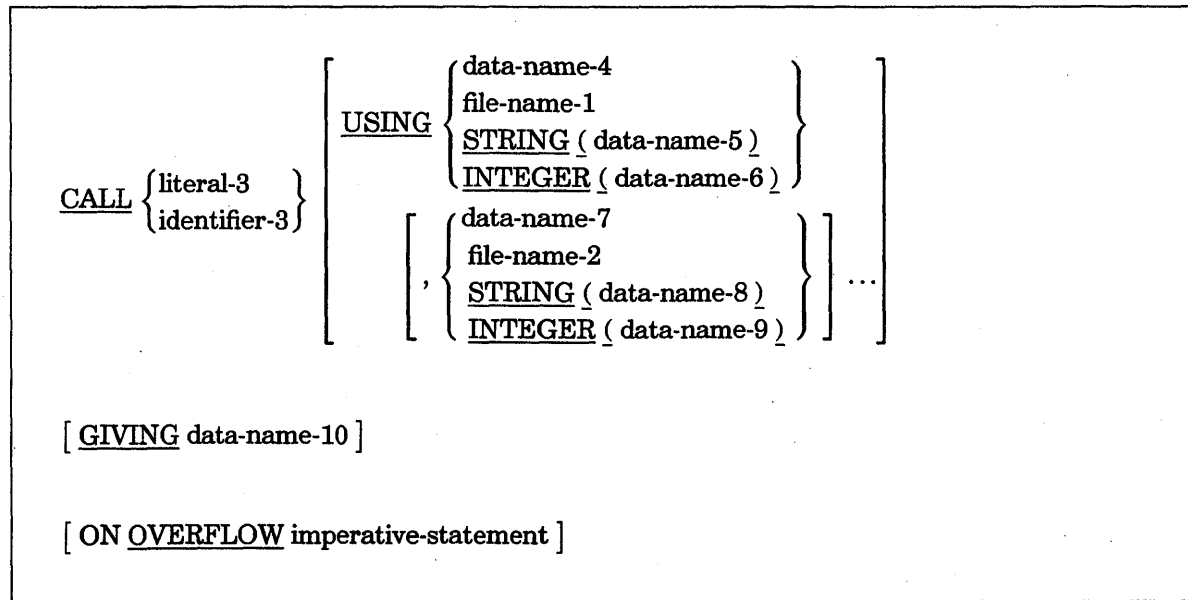 data-name-4
file-name-1
USING
STRING ( data-name-5 )
INTEGER ( data-name-6 )
CALL { literal-3
identifier-3 }
data-name-7
file-name-2
,
STRING ( data-name-8 )
...
INTEGER ( data-name-9 )
[ GIVING data-name-10 ]
[ ON OVERFLOW imperative-statement ]